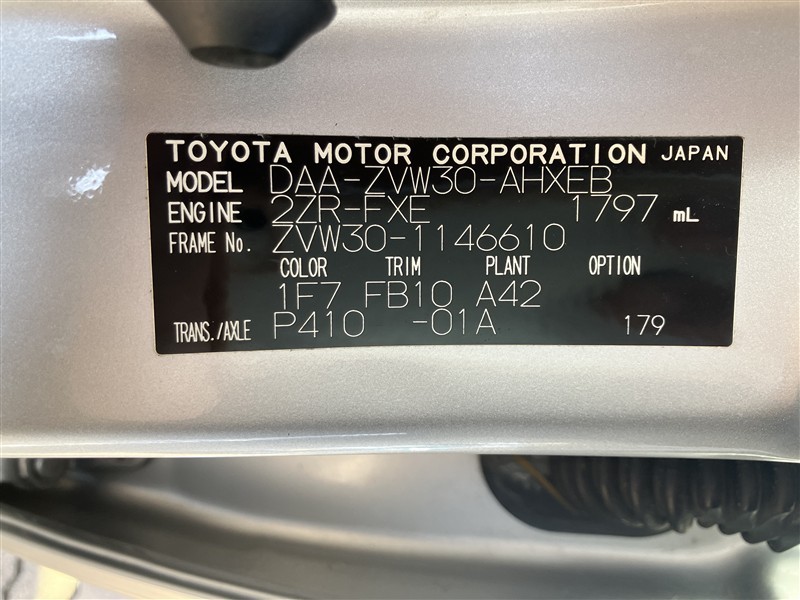 TOYOTA MOTOR CORPORATION JAPAN
MODEL DAA-ZVW30-AHXEB
ENGINE 2ZR-FXE 1797 mL
FRAME No. ZVW30-1146610
COLOR TRIM PLANT OPTION
1F7 FB10 A42
TRANS./AXLE P410 -01A 179